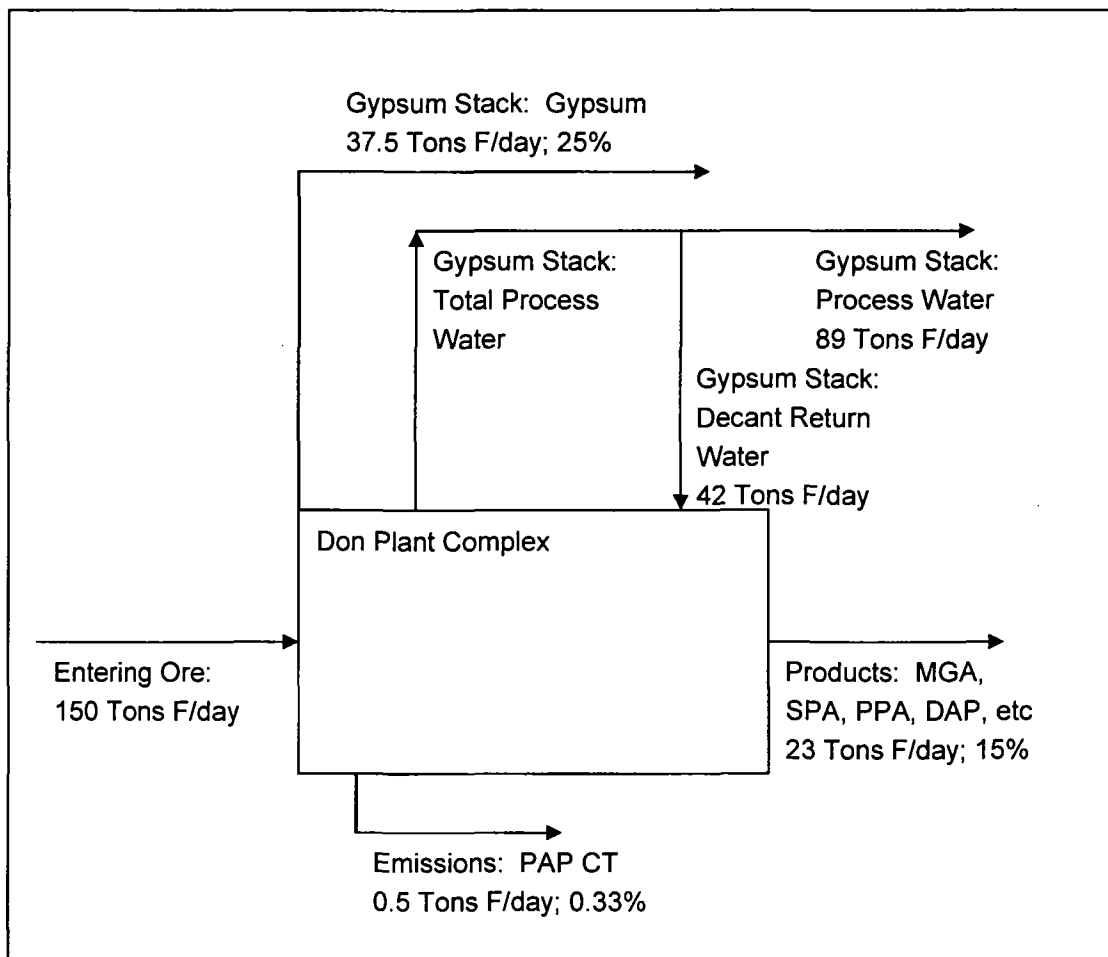 Gypsum Stack: Gypsum
37.5 Tons F/day; 25%
Gypsum Stack:
Total Process
Water
Gypsum Stack:
Process Water
89 Tons F/day
Gypsum Stack:
Decant Return
Water
42 Tons F/day
Don Plant Complex
Entering Ore:
150 Tons F/day
Products: MGA,
SPA, PPA, DAP, etc
23 Tons F/day; 15%
Emissions: PAP CT
0.5 Tons F/day; 0.33%